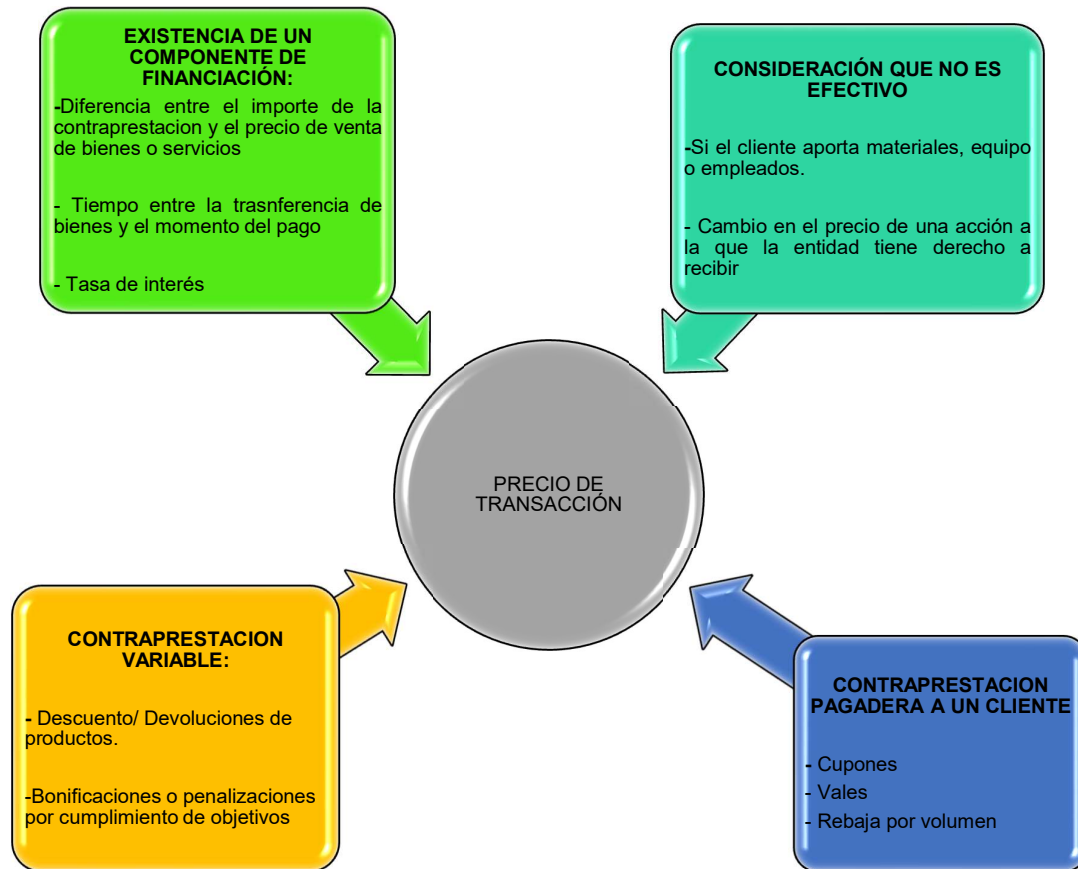 EXISTENCIA DE UN
COMPONENTE DE
FINANCIACIÓN:
-Diferencia entre el importe de la
contraprestacion y el precio de venta
de bienes o servicios
- Tiempo entre la trasnferencia de
bienes y el momento del pago
- Tasa de interés
CONSIDERACIÓN QUE NO ES
EFECTIVO
-Si el cliente aporta materiales, equipo
o empleados.
- Cambio en el precio de una acción a
la que la entidad tiene derecho a
recibir
PRECIO DE
TRANSACCIÓN
CONTRAPRESTACION
VARIABLE:
- Descuento/ Devoluciones de
productos.
-Bonificaciones o penalizaciones
por cumplimiento de objetivos
CONTRAPRESTACION
PAGADERA A UN CLIENTE
- Cupones
- Vales
- Rebaja por volumen